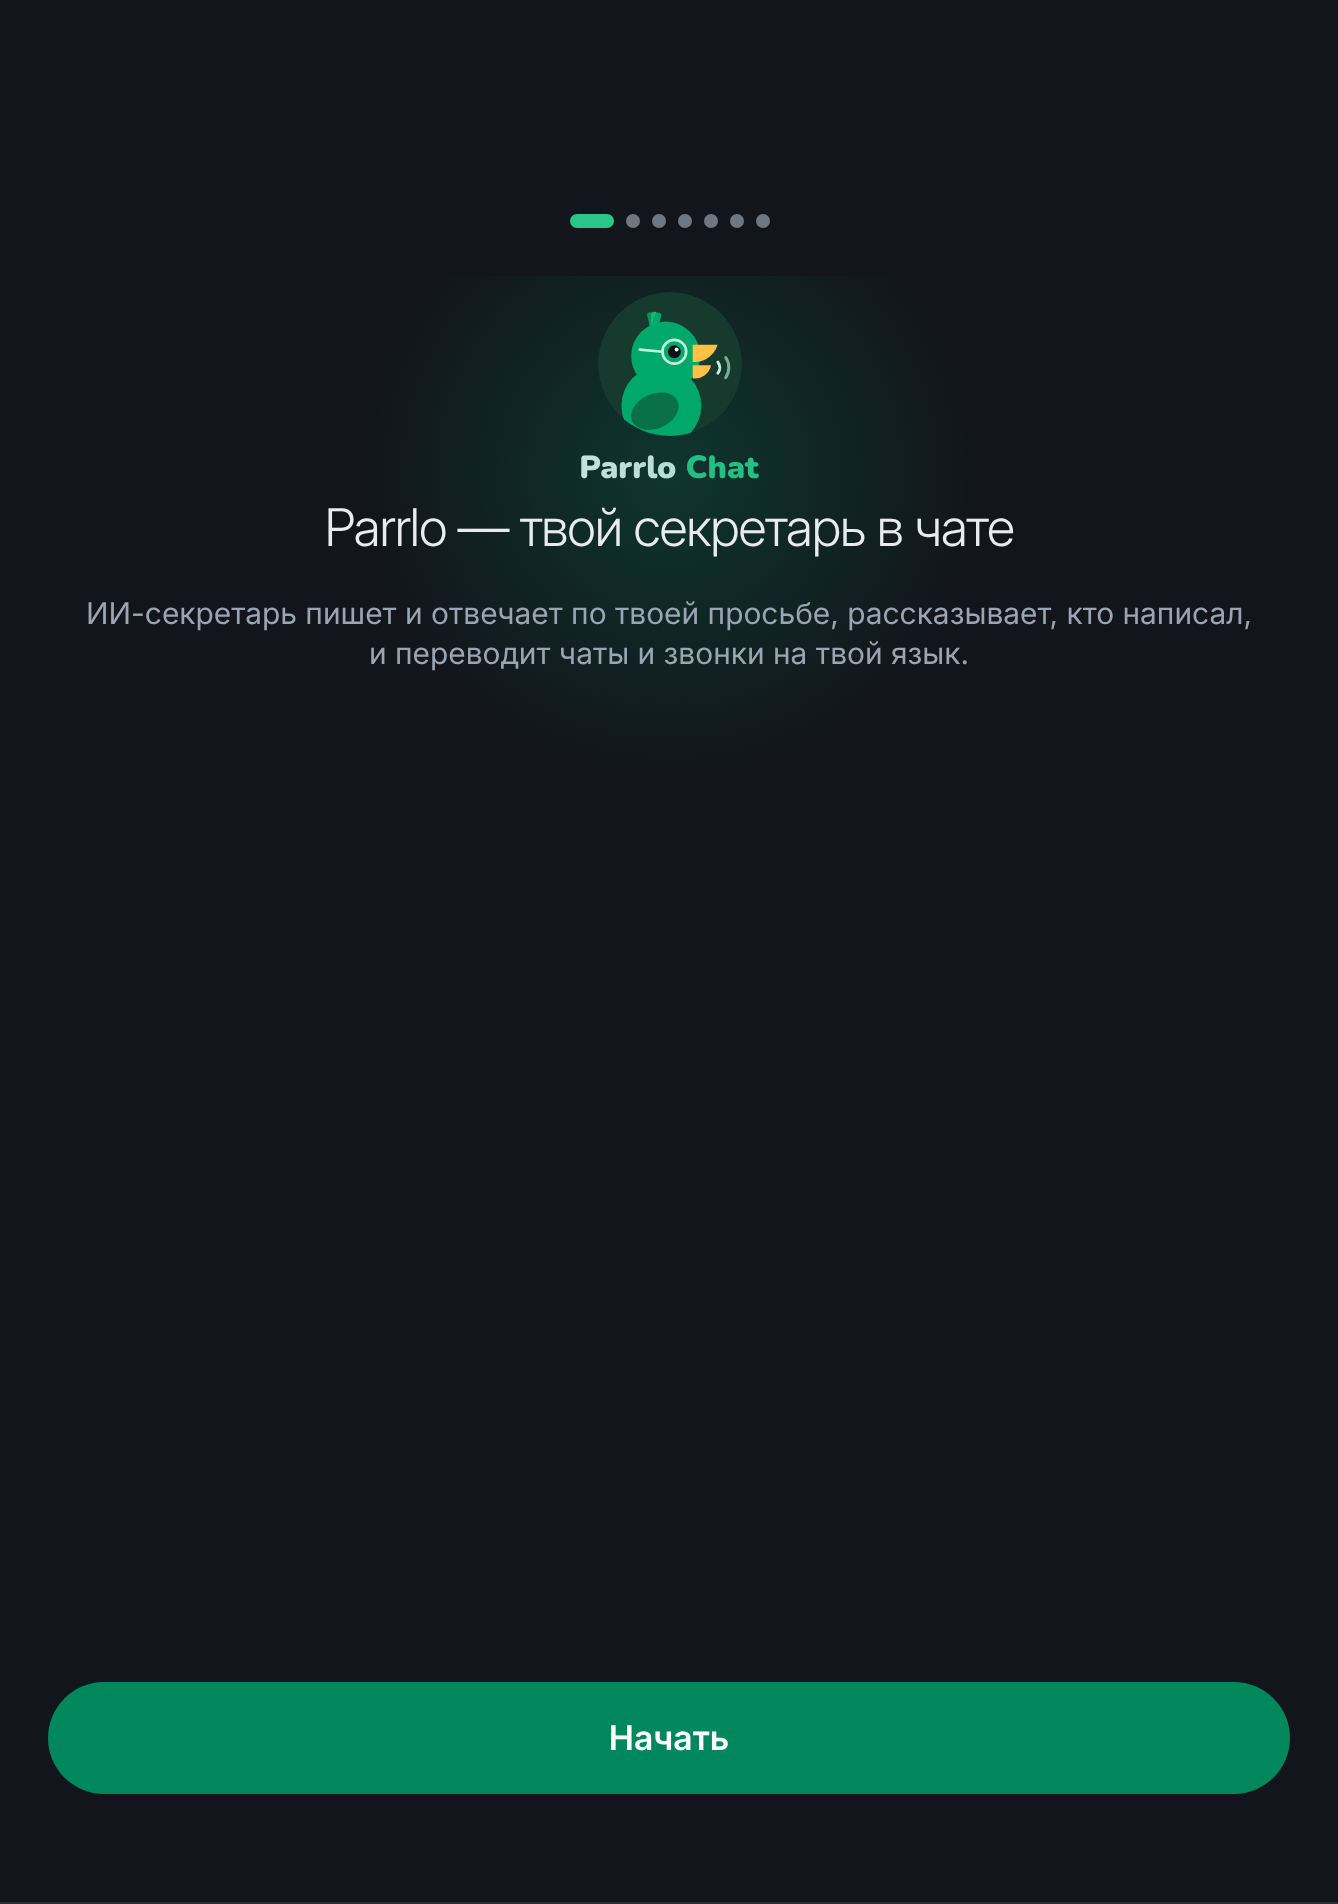 Parrlo Chat
Parrlo — твой секретарь в чате
ИИ-секретарь пишет и отвечает по твоей просьбе, рассказывает, кто написал,
и переводит чаты и звонки на твой язык.
Начать